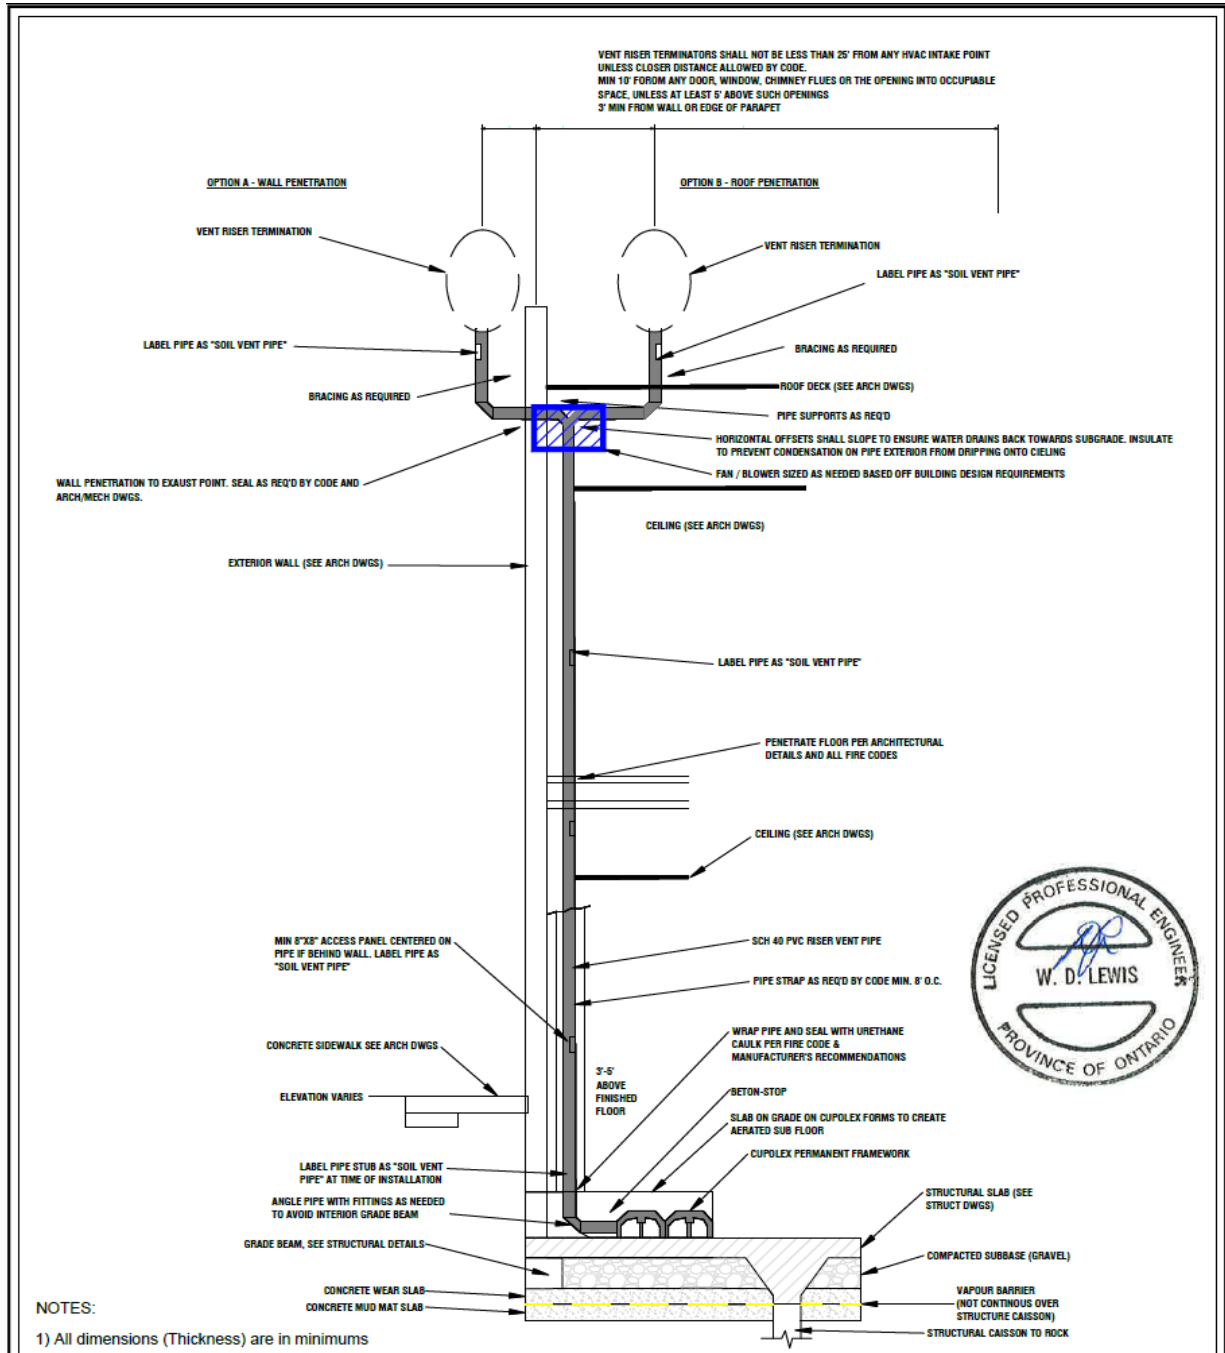 VENT RISER TERMINATORS SHALL NOT BE LESS THAN 25' FROM ANY HVAC INTAKE POINT
UNLESS CLOSER DISTANCE ALLOWED BY CODE.
MIN 10' FOROM ANY DOOR, WINDOW, CHIMNEY FLUES OR THE OPENING INTO OCCUPIABLE
SPACE, UNLESS AT LEAST 5' ABOVE SUCH OPENINGS
3' MIN FROM WALL OR EDGE OF PARAPET
OPTION A - WALL PENETRATION
OPTION B - ROOF PENETRATION
VENT RISER TERMINATION
VENT RISER TERMINATION
LABEL PIPE AS "SOIL VENT PIPE"
LABEL PIPE AS "SOIL VENT PIPE"
BRACING AS REQUIRED
BRACING AS REQUIRED
ROOF DECK (SEE ARCH DWGS)
PIPE SUPPORTS AS REQ'D
HORIZONTAL OFFSETS SHALL SLOPE TO ENSURE WATER DRAINS BACK TOWARDS SUBGRADE. INSULATE
TO PREVENT CONDENSATION ON PIPE EXTERIOR FROM DRIPPING ONTO CIELING
FAN / BLOWER SIZED AS NEEDED BASED OFF BUILDING DESIGN REQUIREMENTS
WALL PENETRATION TO EXAUST POINT. SEAL AS REQ'D BY CODE AND
ARCH/MECH DWGS.
CEILING (SEE ARCH DWGS)
EXTERIOR WALL (SEE ARCH DWGS)
LABEL PIPE AS "SOIL VENT PIPE"
PENETRATE FLOOR PER ARCHITECTURAL
DETAILS AND ALL FIRE CODES
CEILING (SEE ARCH DWGS)
MIN 8"X8" ACCESS PANEL CENTERED ON
PIPE IF BEHIND WALL. LABEL PIPE AS
"SOIL VENT PIPE"
SCH 40 PVC RISER VENT PIPE
PIPE STRAP AS REQ'D BY CODE MIN. 8' O.C.
LICENSED PROFESSIONAL ENGINEER
W. D. LEWIS
PROVINCE OF ONTARIO
CONCRETE SIDEWALK SEE ARCH DWGS
WRAP PIPE AND SEAL WITH URETHANE
CAULK PER FIRE CODE &
MANUFACTURER'S RECOMMENDATIONS
3'-5'
ABOVE
FINISHED
FLOOR
ELEVATION VARIES
BETON-STOP
SLAB ON GRADE ON CUPOLEX FORMS TO CREATE
AERATED SUB FLOOR
CUPOLEX PERMANENT FRAMEWORK
LABEL PIPE STUB AS "SOIL VENT
PIPE" AT TIME OF INSTALLATION
ANGLE PIPE WITH FITTINGS AS NEEDED
TO AVOID INTERIOR GRADE BEAM
STRUCTURAL SLAB (SEE
STRUCT DWGS)
GRADE BEAM, SEE STRUCTURAL DETAILS
COMPACTED SUBBASE (GRAVEL)
CONCRETE WEAR SLAB
CONCRETE MUD MAT SLAB
VAPOUR BARRIER
(NOT CONTINOUS OVER
STRUCTURE CAISSON)
STRUCTURAL CAISSON TO ROCK
NOTES:
1) All dimensions (Thickness) are in minimums